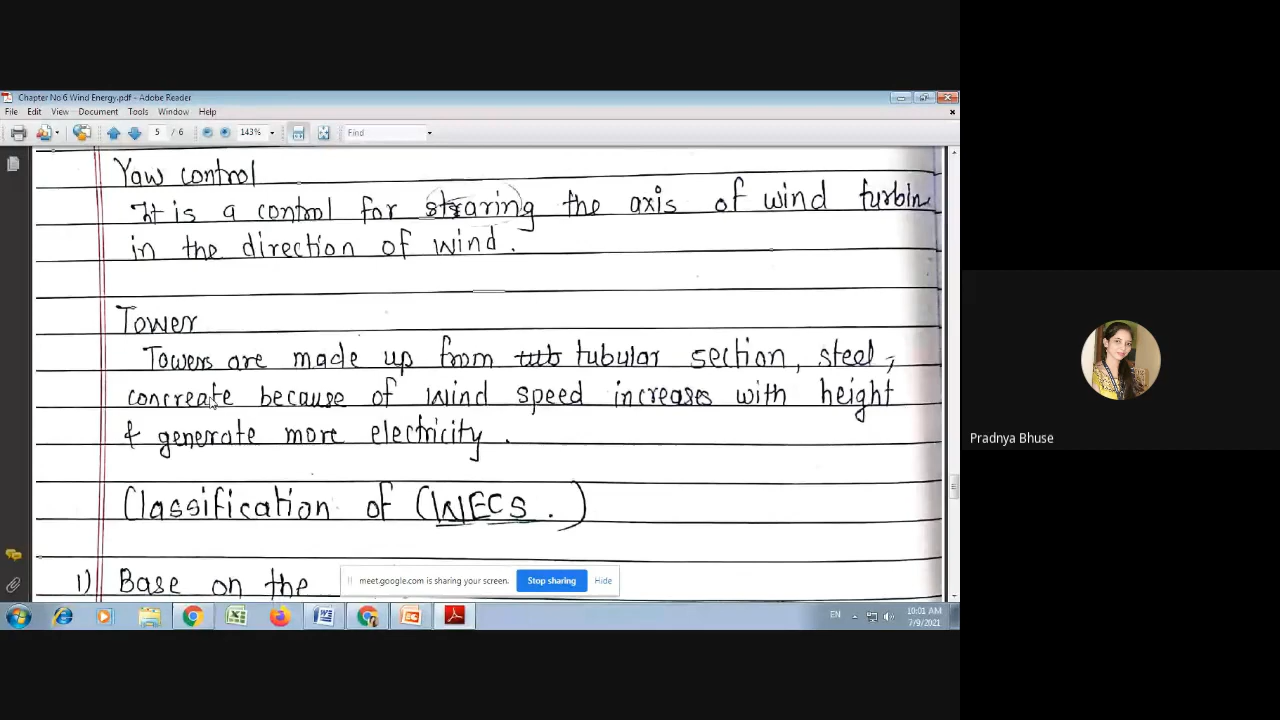 Chapter No 6 Wind Energy.pdf - Adobe Reader
File Edit View Document Tools Window Help
5 / 6 143% Find
Yaw control
It is a control for straring the axis of wind turbine
in the direction of wind.
Tower
Towers are made up from tubular section, steel,
concreate because of wind speed increases with height
& generate more electricity.
Classification of (WECS.)
1) Base on the
meet.google.com is sharing your screen. Stop sharing Hide
EN 10:01 AM
7/9/2021
Pradnya Bhuse